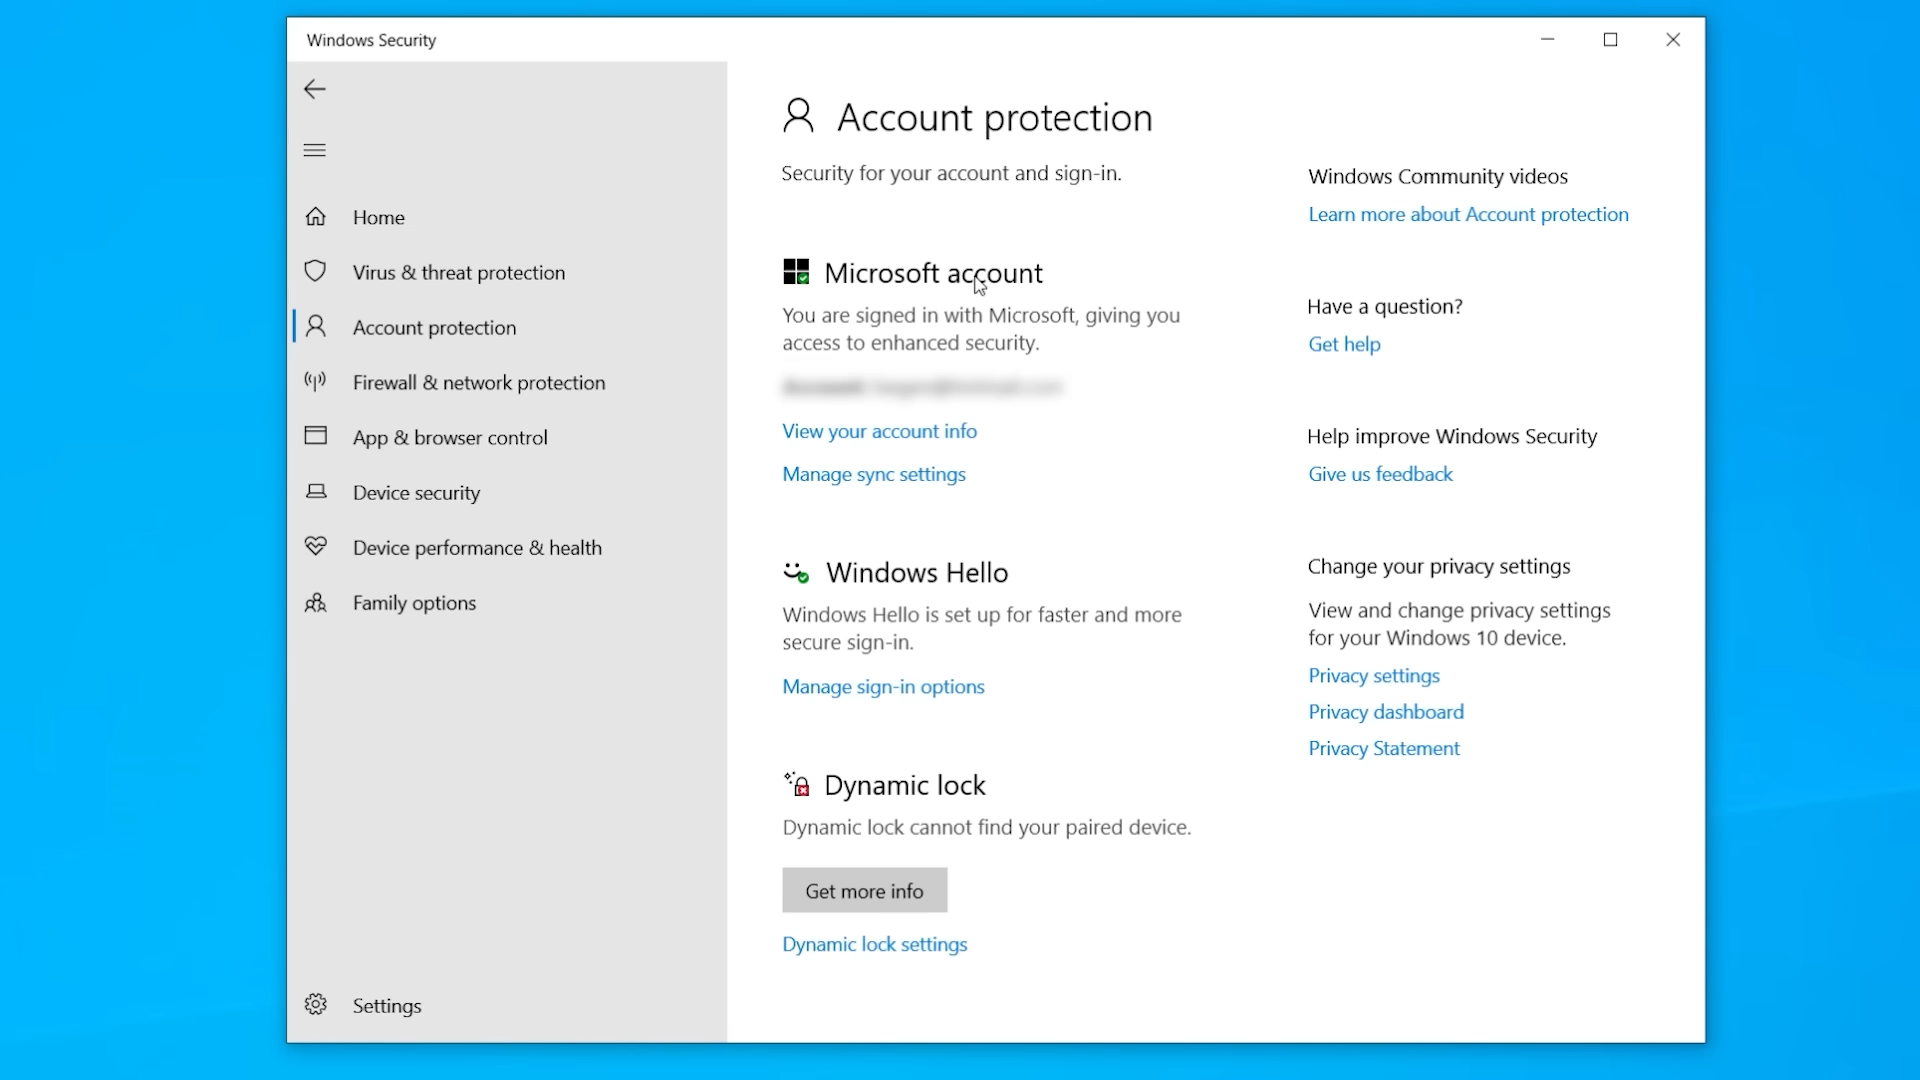 Windows Security
Home
Virus & threat protection
Account protection
Firewall & network protection
App & browser control
Device security
Device performance & health
Family options
Settings
Account protection
Security for your account and sign-in.
Microsoft account
You are signed in with Microsoft, giving you
access to enhanced security.
View your account info
Manage sync settings
Windows Hello
Windows Hello is set up for faster and more
secure sign-in.
Manage sign-in options
Dynamic lock
Dynamic lock cannot find your paired device.
Get more info
Dynamic lock settings
Windows Community videos
Learn more about Account protection
Have a question?
Get help
Help improve Windows Security
Give us feedback
Change your privacy settings
View and change privacy settings
for your Windows 10 device.
Privacy settings
Privacy dashboard
Privacy Statement